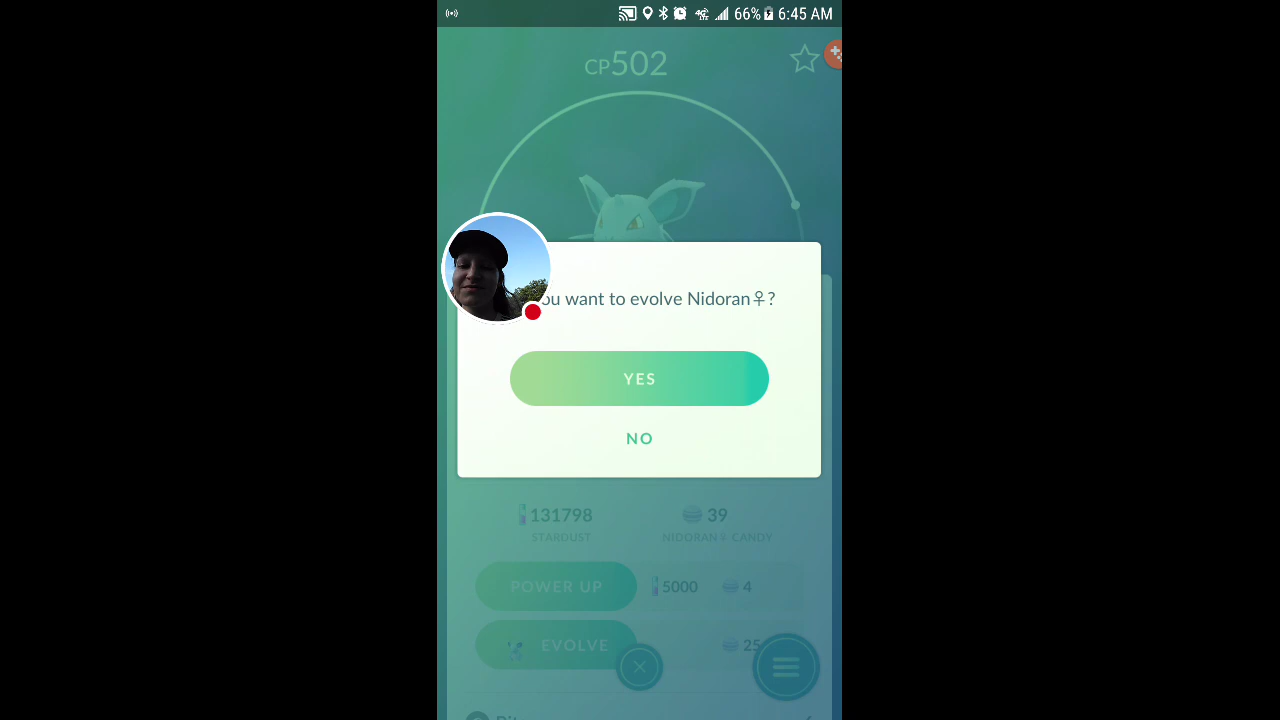 66% 6:45 AM
CP502
ou want to evolve Nidoran♀?
YES
NO
131798
39
STARDUST
NIDORAN♀ CANDY
POWER UP
5000
4
EVOLVE
25